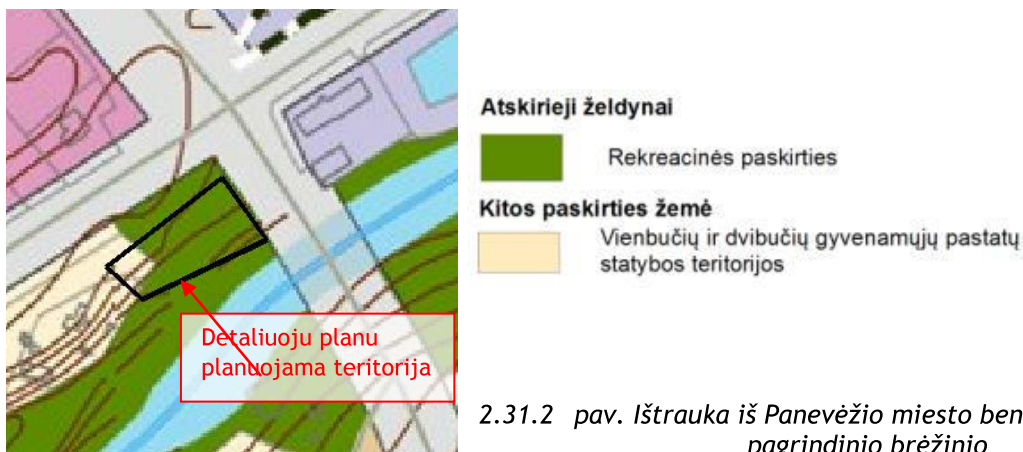 Atskirieji želdynai
Rekreacinės paskirties
Kitos paskirties žemė
Vienbučių ir dvibučių gyvenamųjų pastatų
statybos teritorijos
Detaliuoju planu
planuojama teritorija
2.31.2 pav. Ištrauka iš Panevėžio miesto ben
pagrindinio brėžinio